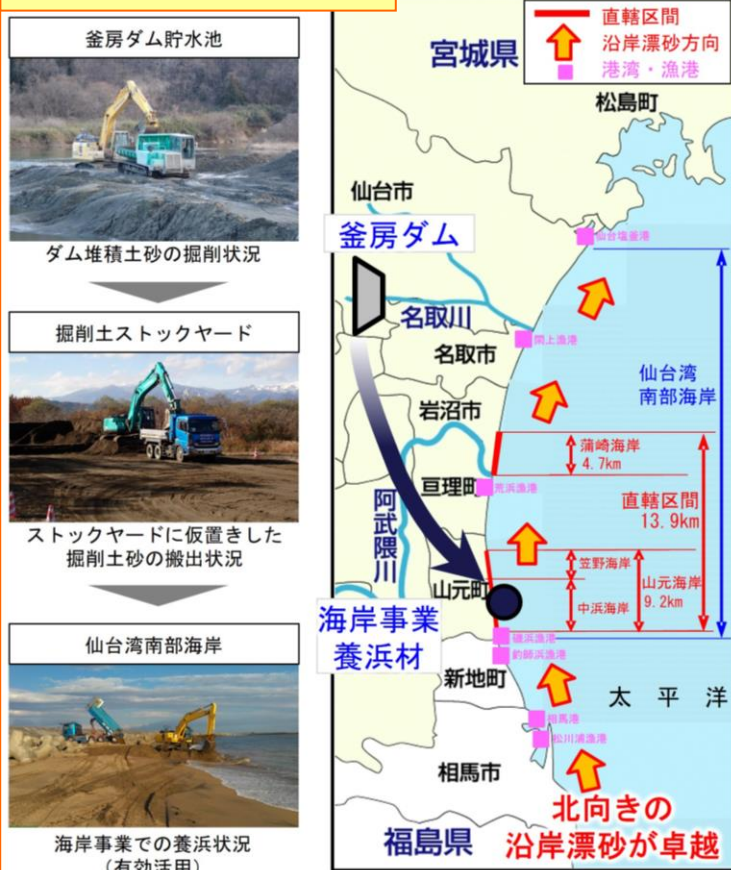 釜房ダム貯水池
ダム堆積土砂の掘削状況
掘削土ストックヤード
ストックヤードに仮置きした
掘削土砂の搬出状況
仙台湾南部海岸
海岸事業での養浜状況
（有効活用）
直轄区間
沿岸漂砂方向
港湾・漁港
宮城県
松島町
仙台市
釜房ダム
仙台塩釜港
名取川
閖上漁港
名取市
仙台湾
南部海岸
岩沼市
蒲崎海岸
4.7km
亘理町
荒浜漁港
直轄区間
13.9km
阿武隈川
笠野海岸
山元町
山元海岸
9.2km
中浜海岸
海岸事業
養浜材
磯浜漁港
釣師浜漁港
新地町
太平洋
相馬港
松川浦漁港
相馬市
北向きの
沿岸漂砂が卓越
福島県